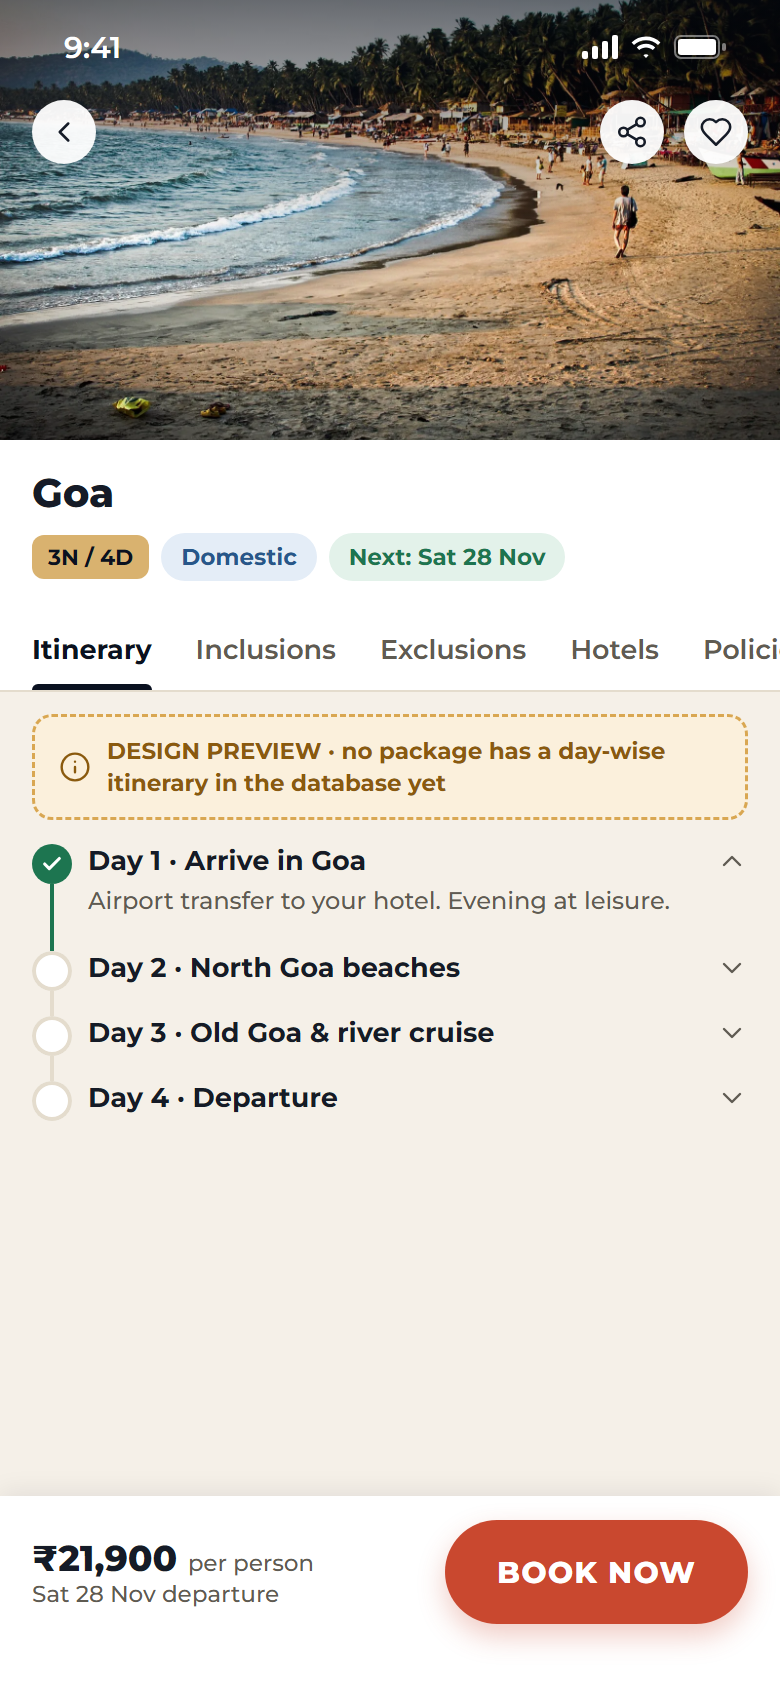 9:41
Goa
3N / 4D
Domestic
Next: Sat 28 Nov
Itinerary
Inclusions
Exclusions
Hotels
Polici
DESIGN PREVIEW · no package has a day-wise
itinerary in the database yet
Day 1 · Arrive in Goa
Airport transfer to your hotel. Evening at leisure.
Day 2 · North Goa beaches
Day 3 · Old Goa & river cruise
Day 4 · Departure
₹21,900 per person
Sat 28 Nov departure
BOOK NOW